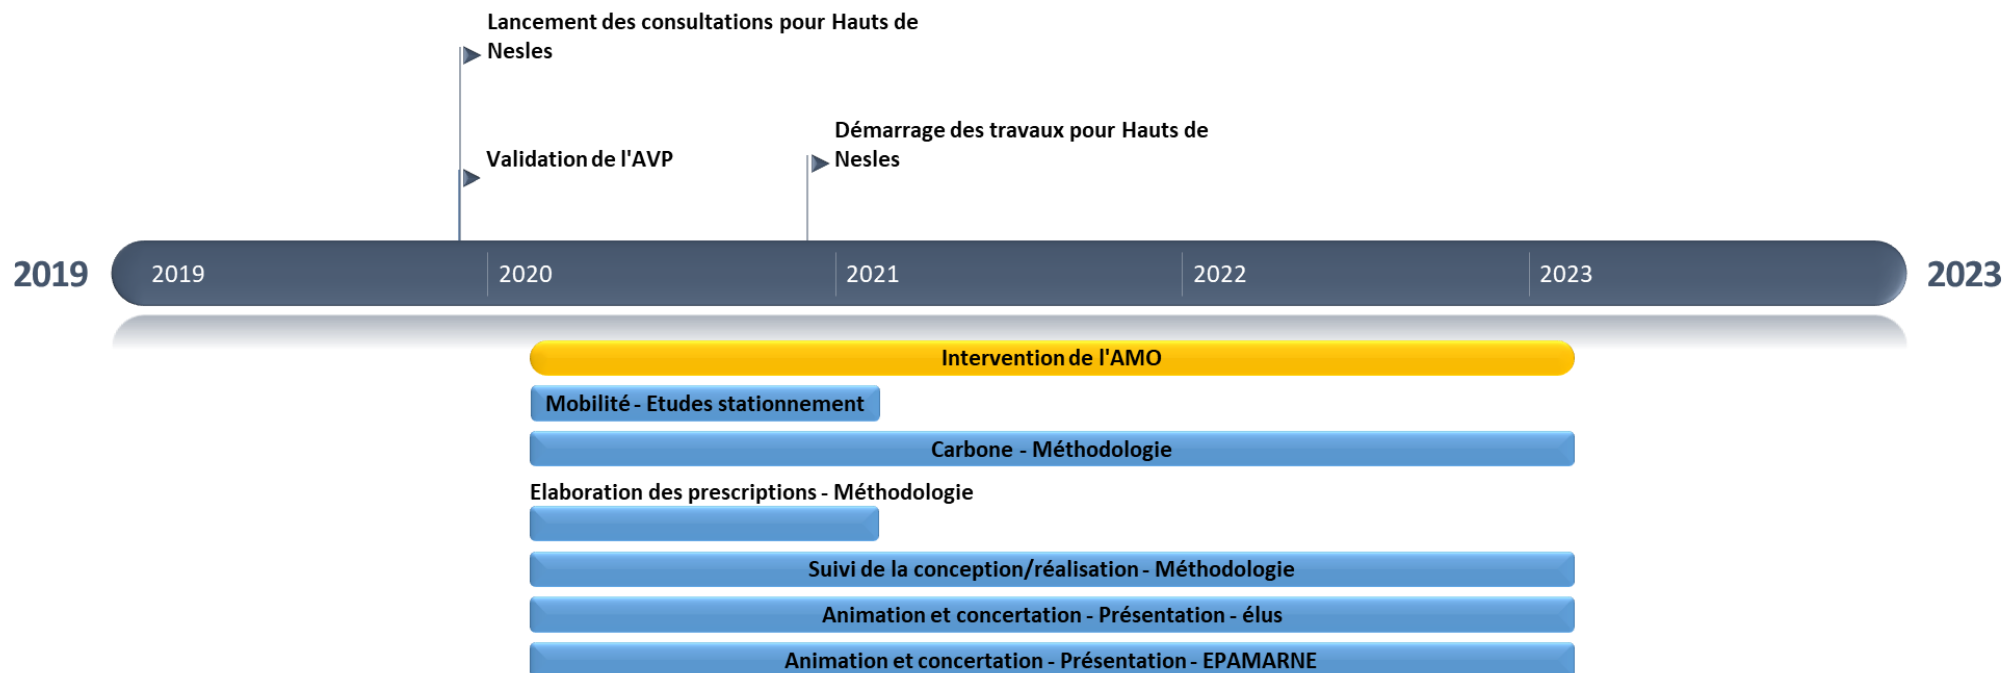 Lancement des consultations pour Hauts de
Nesles
Démarrage des travaux pour Hauts de
Nesles
Validation de l'AVP
2019
2019
2020
2021
2022
2023
2023
Intervention de l'AMO
Mobilité - Etudes stationnement
Carbone - Méthodologie
Elaboration des prescriptions - Méthodologie
Suivi de la conception/réalisation - Méthodologie
Animation et concertation - Présentation - élus
Animation et concertation - Présentation - EPAMARNE